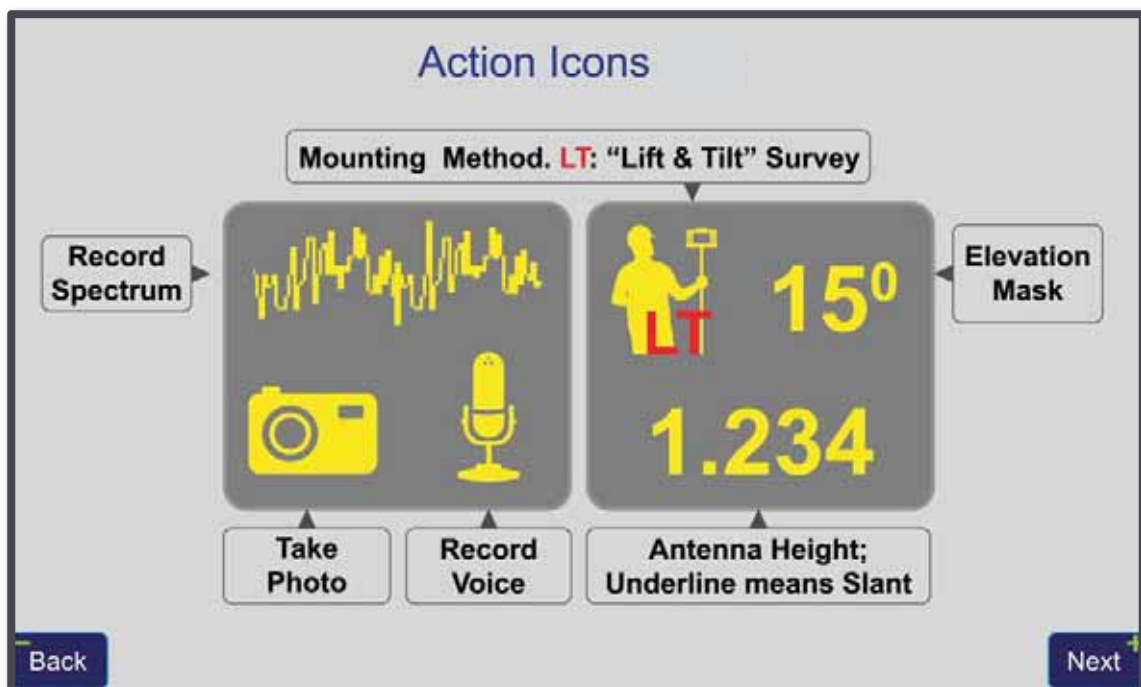 Action Icons
Mounting Method. LT: “Lift & Tilt” Survey
Record
Spectrum
LT
15⁰
Elevation
Mask
1.234
Take
Photo
Record
Voice
Antenna Height;
Underline means Slant
Back
Next